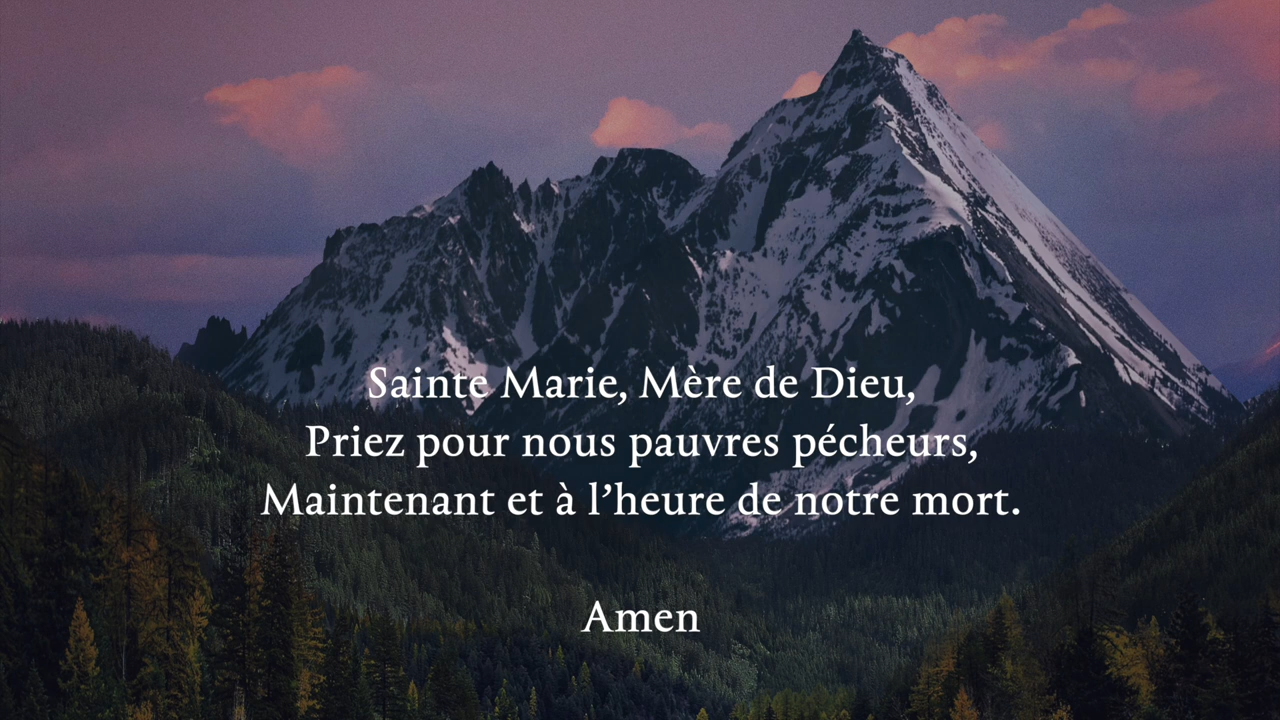 Sainte Marie, Mère de Dieu,
Priez pour nous pauvres pécheurs,
Maintenant et à l’heure de notre mort.
Amen